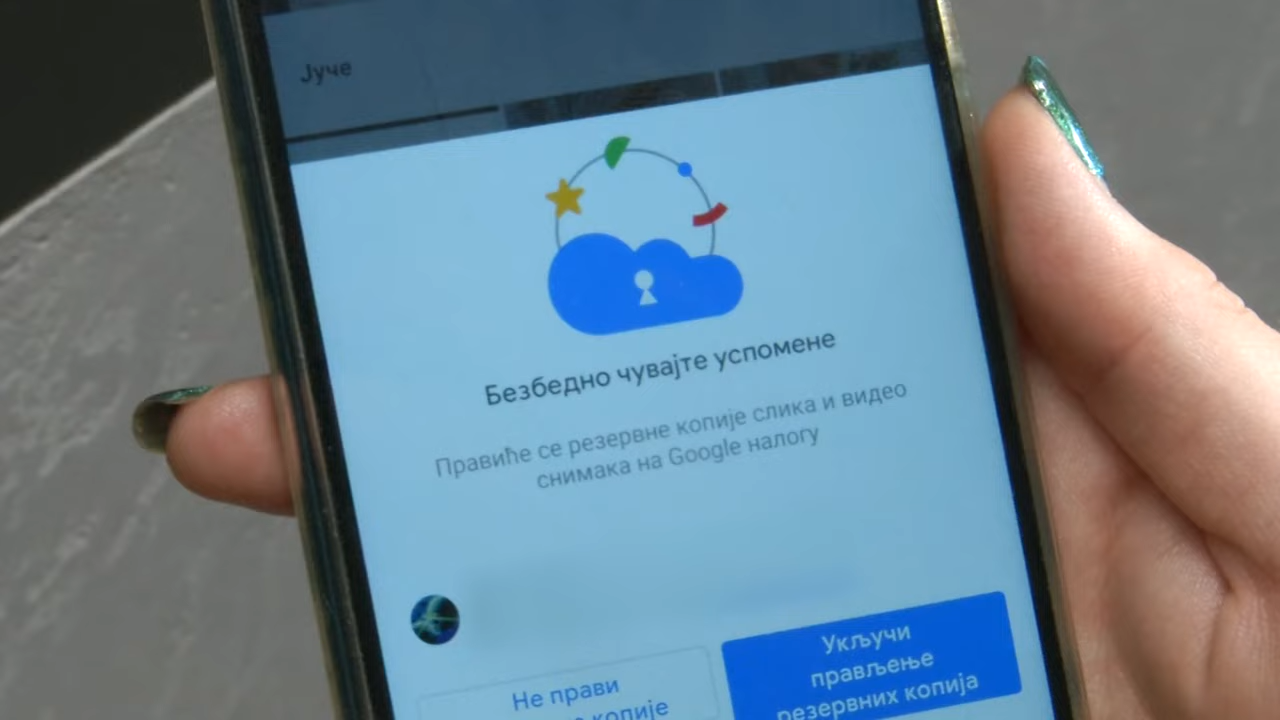 Јуче
Безбедно чувајте успомене
Правиће се резервне копије слика и видео
снимака на Google налогу
Укључи
прављење
резервних копија
Не прави
копије